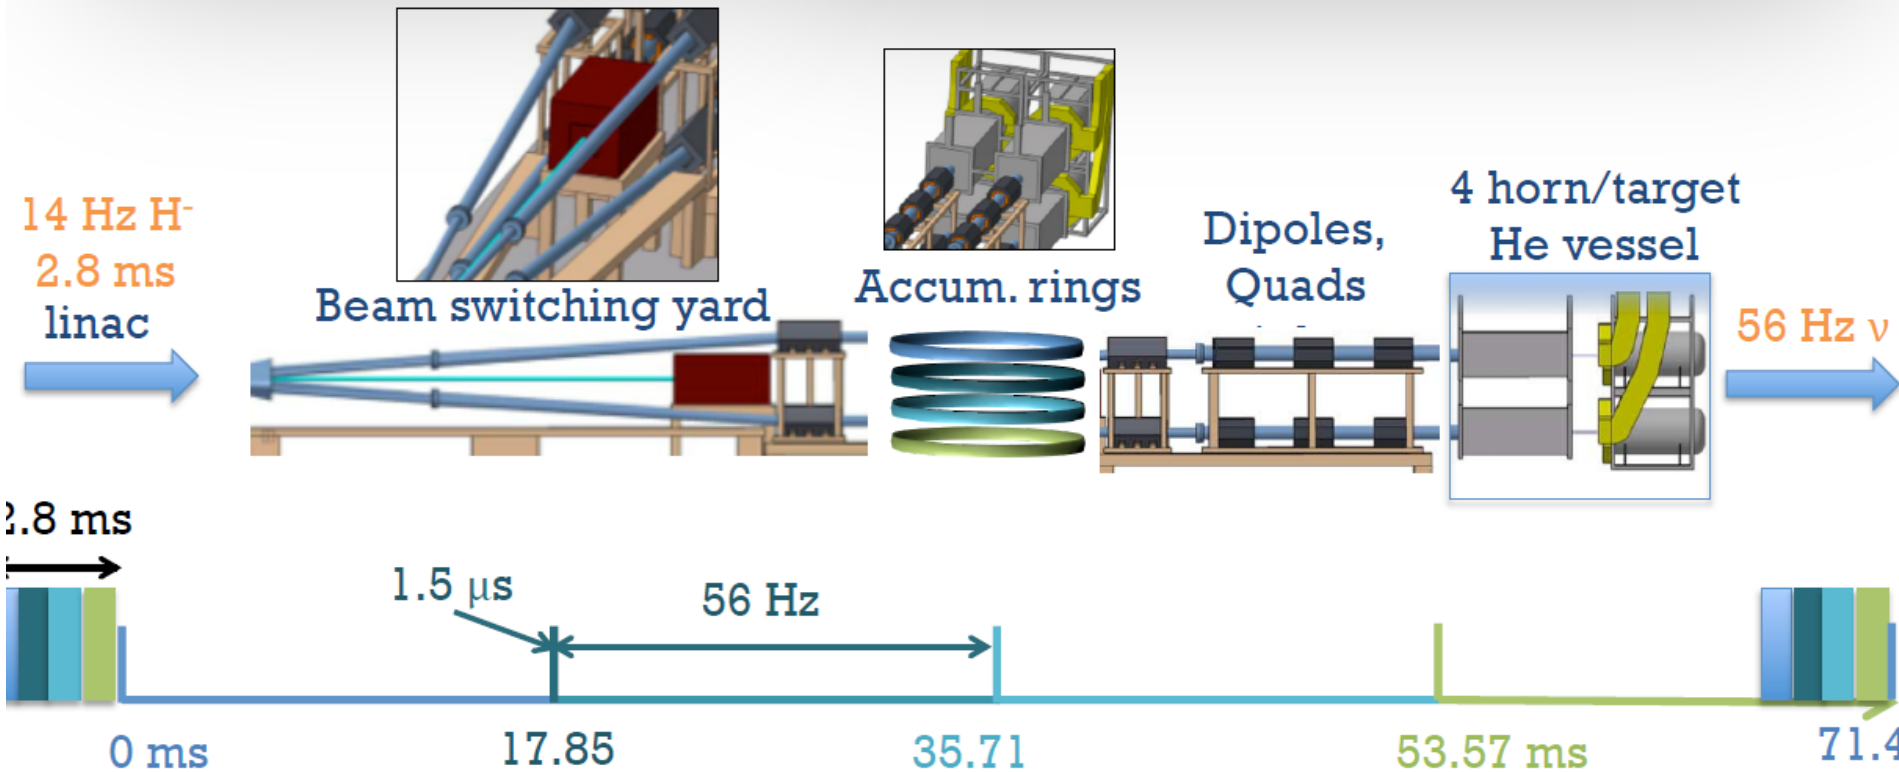 14 Hz H-
2.8 ms
linac
Beam switching yard
Accum. rings
Dipoles,
Quads
4 horn/target
He vessel
56 Hz ν
2.8 ms
1.5 μs
56 Hz
0 ms
17.85
35.71
53.57 ms
71.4